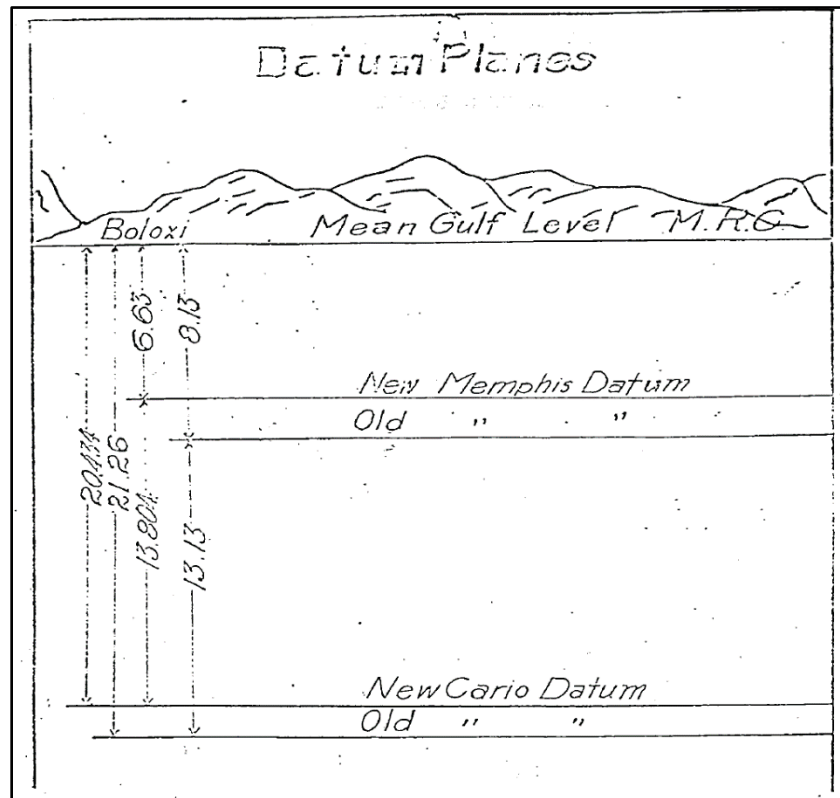 Datum Planes
Boloxi Mean Gulf Level M.R.C
6.63
8.13
New Memphis Datum
Old " "
20.434
21.26
13.804
13.13
New Cario Datum
Old " "